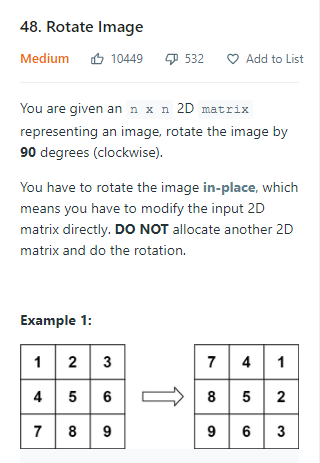 48. Rotate Image
Medium 10449 532 Add to List
You are given an n x n 2D matrix
representing an image, rotate the image by
90 degrees (clockwise).
You have to rotate the image in-place, which
means you have to modify the input 2D
matrix directly. DO NOT allocate another 2D
matrix and do the rotation.
Example 1:
1 2 3 7 4 1
4 5 6 8 5 2
7 8 9 9 6 3